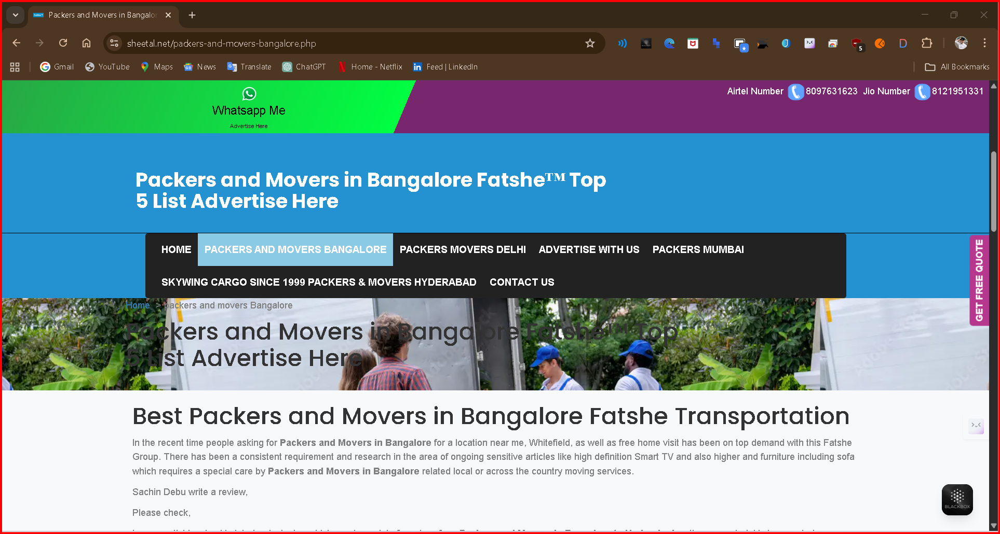 Packers and Movers in Bangalo
sheetal.net/packers-and-movers-bangalore.php
5
Gmail
YouTube
Maps
News
Translate
ChatGPT
Home - Netflix
Feed | LinkedIn
All Bookmarks
Whatsapp Me
Advertise Here
Airtel Number 8097631623 Jio Number 8121951331
Packers and Movers in Bangalore Fatshe™ Top
5 List Advertise Here
HOME PACKERS AND MOVERS BANGALORE PACKERS MOVERS DELHI ADVERTISE WITH US PACKERS MUMBAI
SKYWING CARGO SINCE 1999 PACKERS & MOVERS HYDERABAD CONTACT US
GET FREE QUOTE
Home > packers and movers Bangalore
Packers and Movers in Bangalore Fatshe™ Top
5 List Advertise Here
Best Packers and Movers in Bangalore Fatshe Transportation
In the recent time people asking for Packers and Movers in Bangalore for a location near me, Whitefield, as well as free home visit has been on top demand with this Fatshe
Group. There has been a consistent requirement and research in the area of ongoing sensitive articles like high definition Smart TV and also higher and furniture including sofa
which requires a special care by Packers and Movers in Bangalore related local or across the country moving services.
Sachin Debu write a review,
Please check,
BLACKBOX